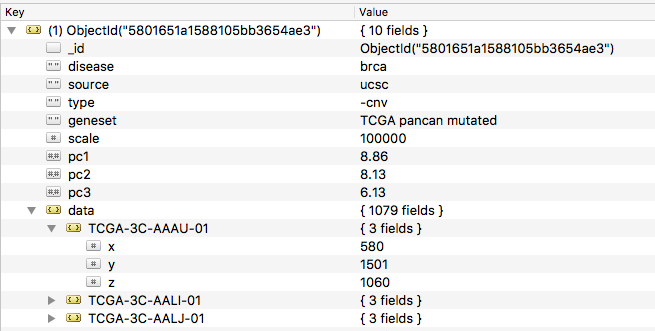 Key Value
(1) ObjectId("5801651a1588105bb3654ae3") { 10 fields }
_id ObjectId("5801651a1588105bb3654ae3")
" " disease brca
" " source ucsc
" " type -cnv
" " geneset TCGA pancan mutated
# scale 100000
## pc1 8.86
## pc2 8.13
## pc3 6.13
data { 1079 fields }
TCGA-3C-AAAU-01 { 3 fields }
# x 580
# y 1501
# z 1060
TCGA-3C-AALI-01 { 3 fields }
TCGA-3C-AALJ-01 { 3 fields }